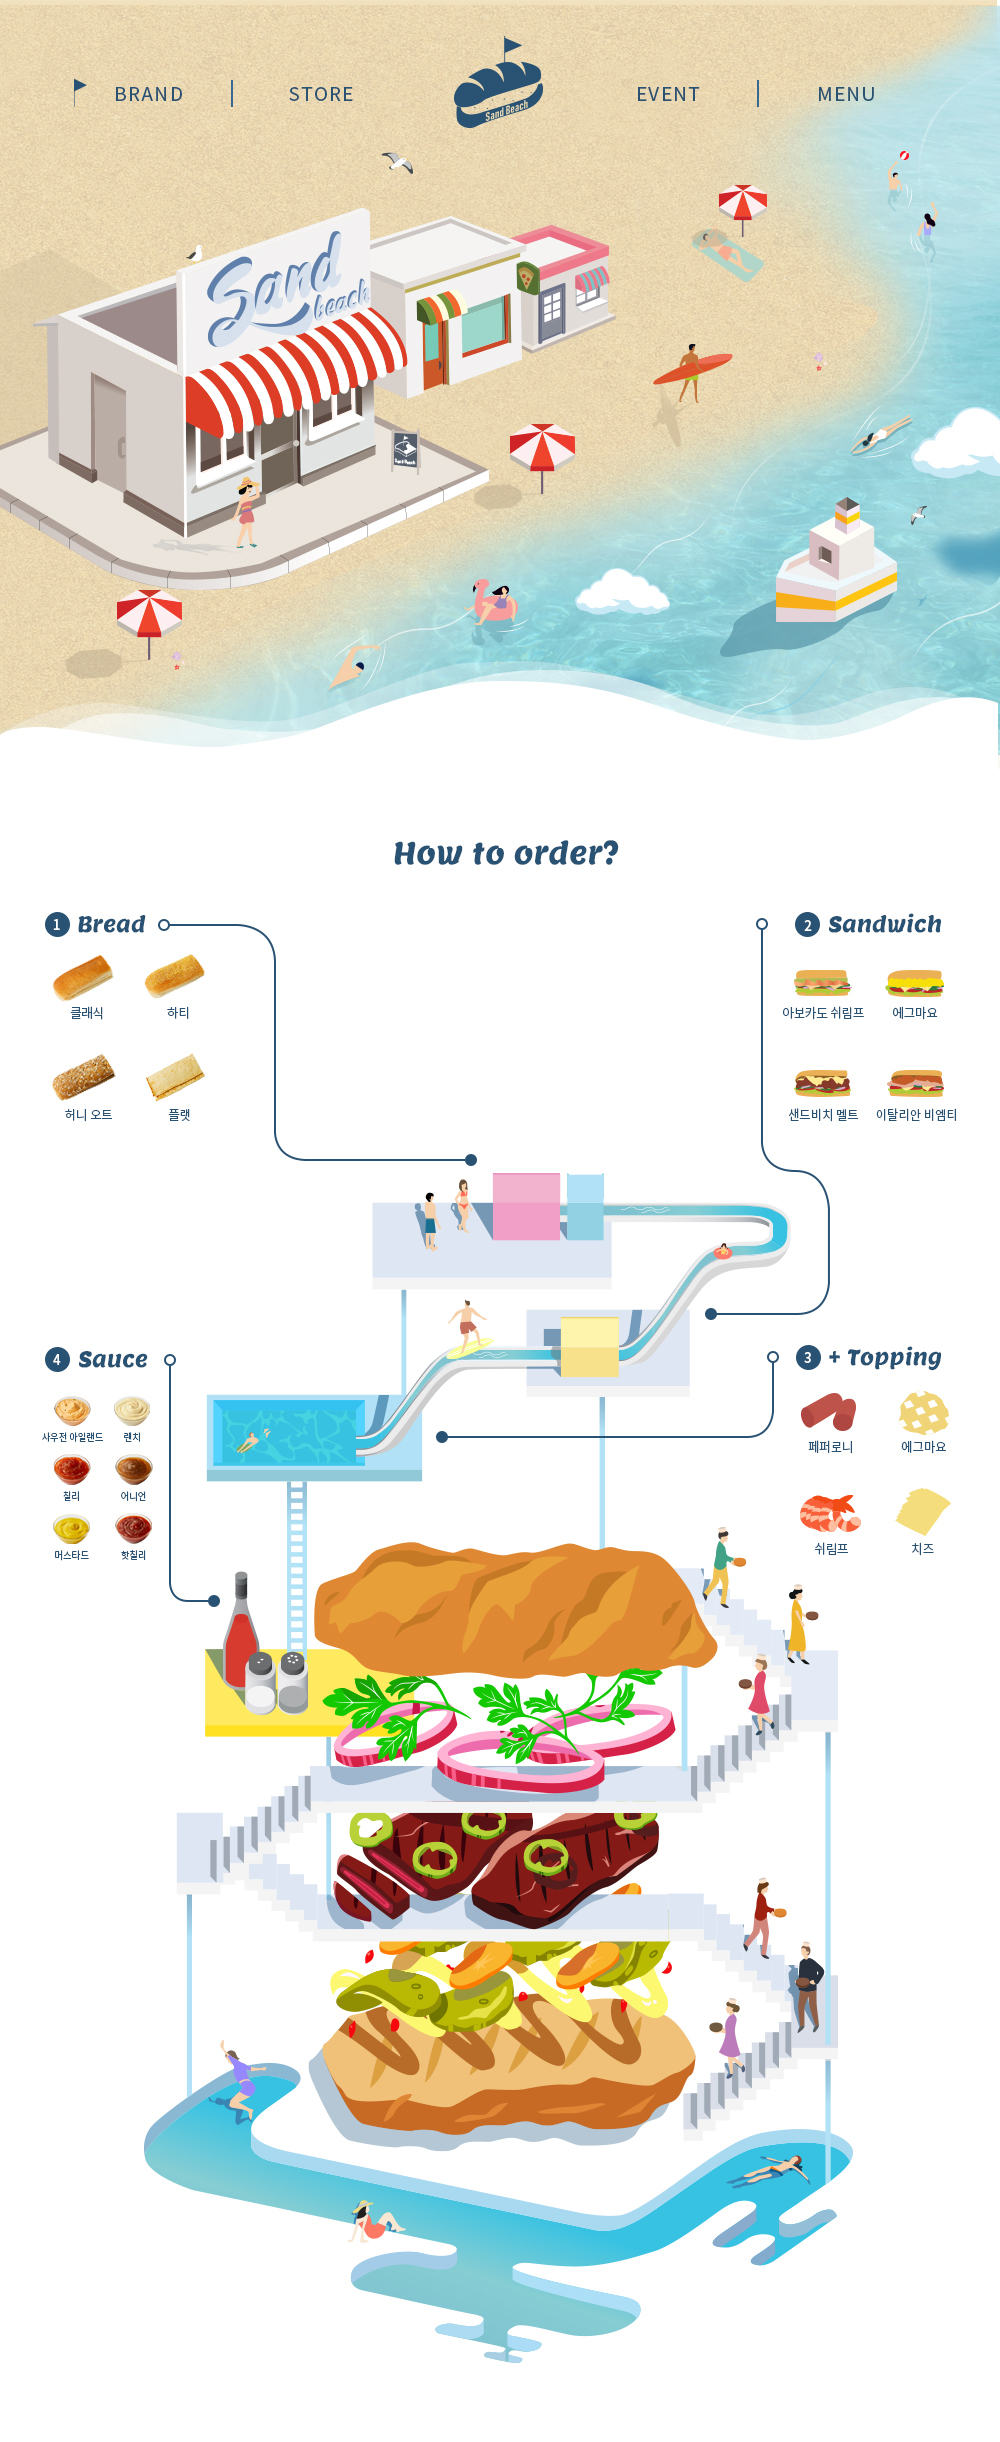 BRAND
STORE
Sand Beach
EVENT
MENU
Sand
beach
Sand Beach
How to order?
1 Bread
클래식
하티
허니 오트
플랫
2 Sandwich
아보카도 쉬림프
에그마요
샌드비치 멜트
이탈리안 비엠티
3 + Topping
페퍼로니
에그마요
쉬림프
치즈
4 Sauce
사우전 아일랜드
렌치
칠리
어니언
머스타드
핫칠리